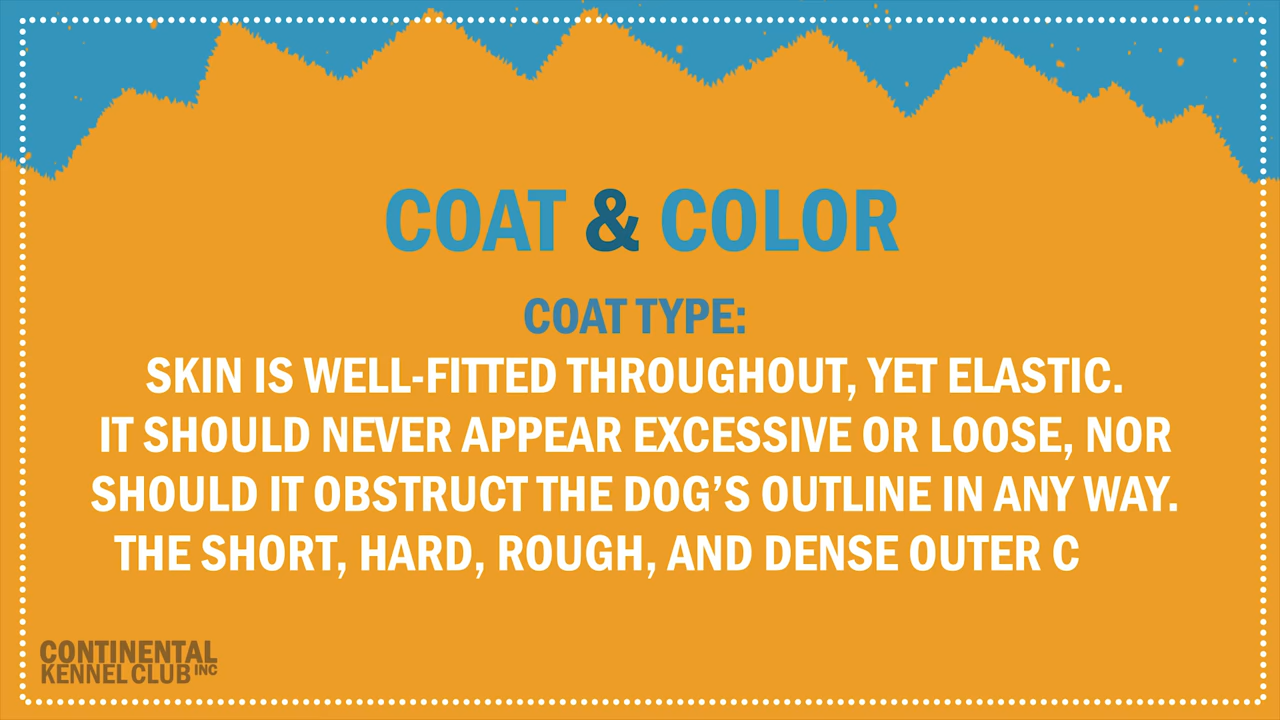 COAT & COLOR
COAT TYPE:
SKIN IS WELL-FITTED THROUGHOUT, YET ELASTIC.
IT SHOULD NEVER APPEAR EXCESSIVE OR LOOSE, NOR
SHOULD IT OBSTRUCT THE DOG’S OUTLINE IN ANY WAY.
THE SHORT, HARD, ROUGH, AND DENSE OUTER C
CONTINENTAL
KENNEL CLUB INC